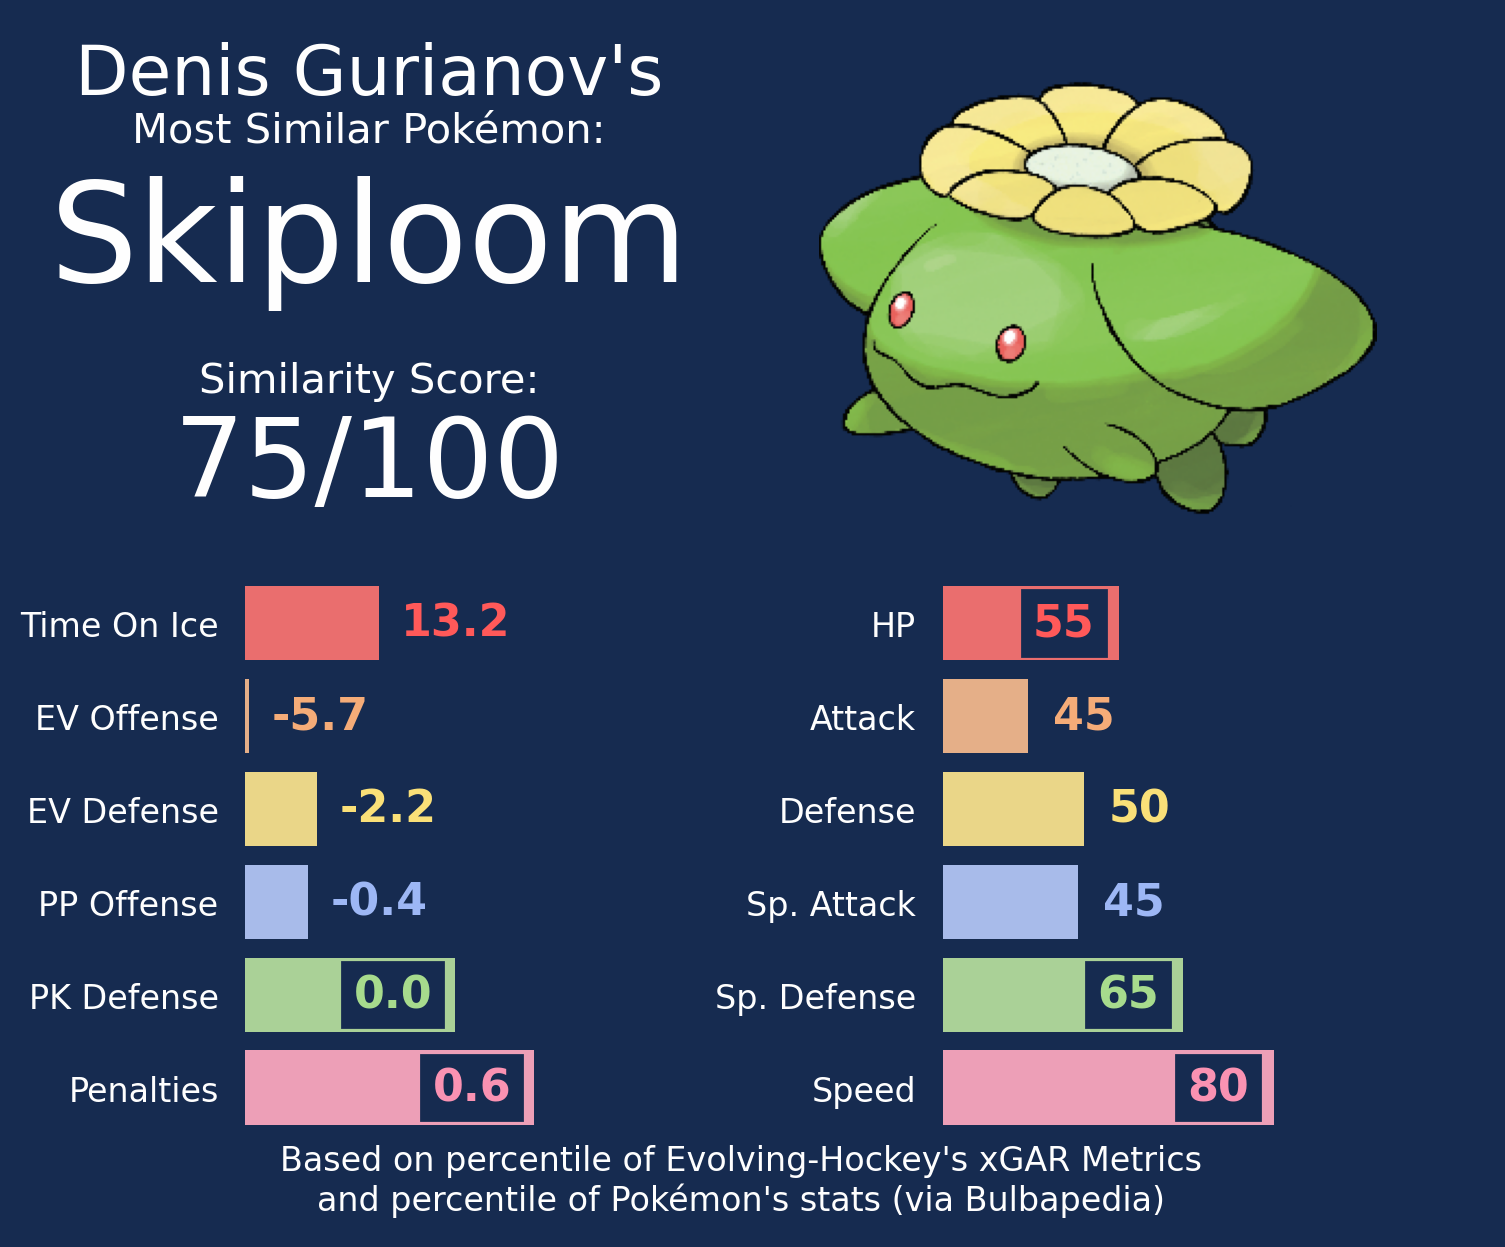 Denis Gurianov's
Most Similar Pokémon:
Skiploom
Similarity Score:
75/100
Time On Ice 13.2
EV Offense -5.7
EV Defense -2.2
PP Offense -0.4
PK Defense 0.0
Penalties 0.6
HP 55
Attack 45
Defense 50
Sp. Attack 45
Sp. Defense 65
Speed 80
Based on percentile of Evolving-Hockey's xGAR Metrics
and percentile of Pokémon's stats (via Bulbapedia)